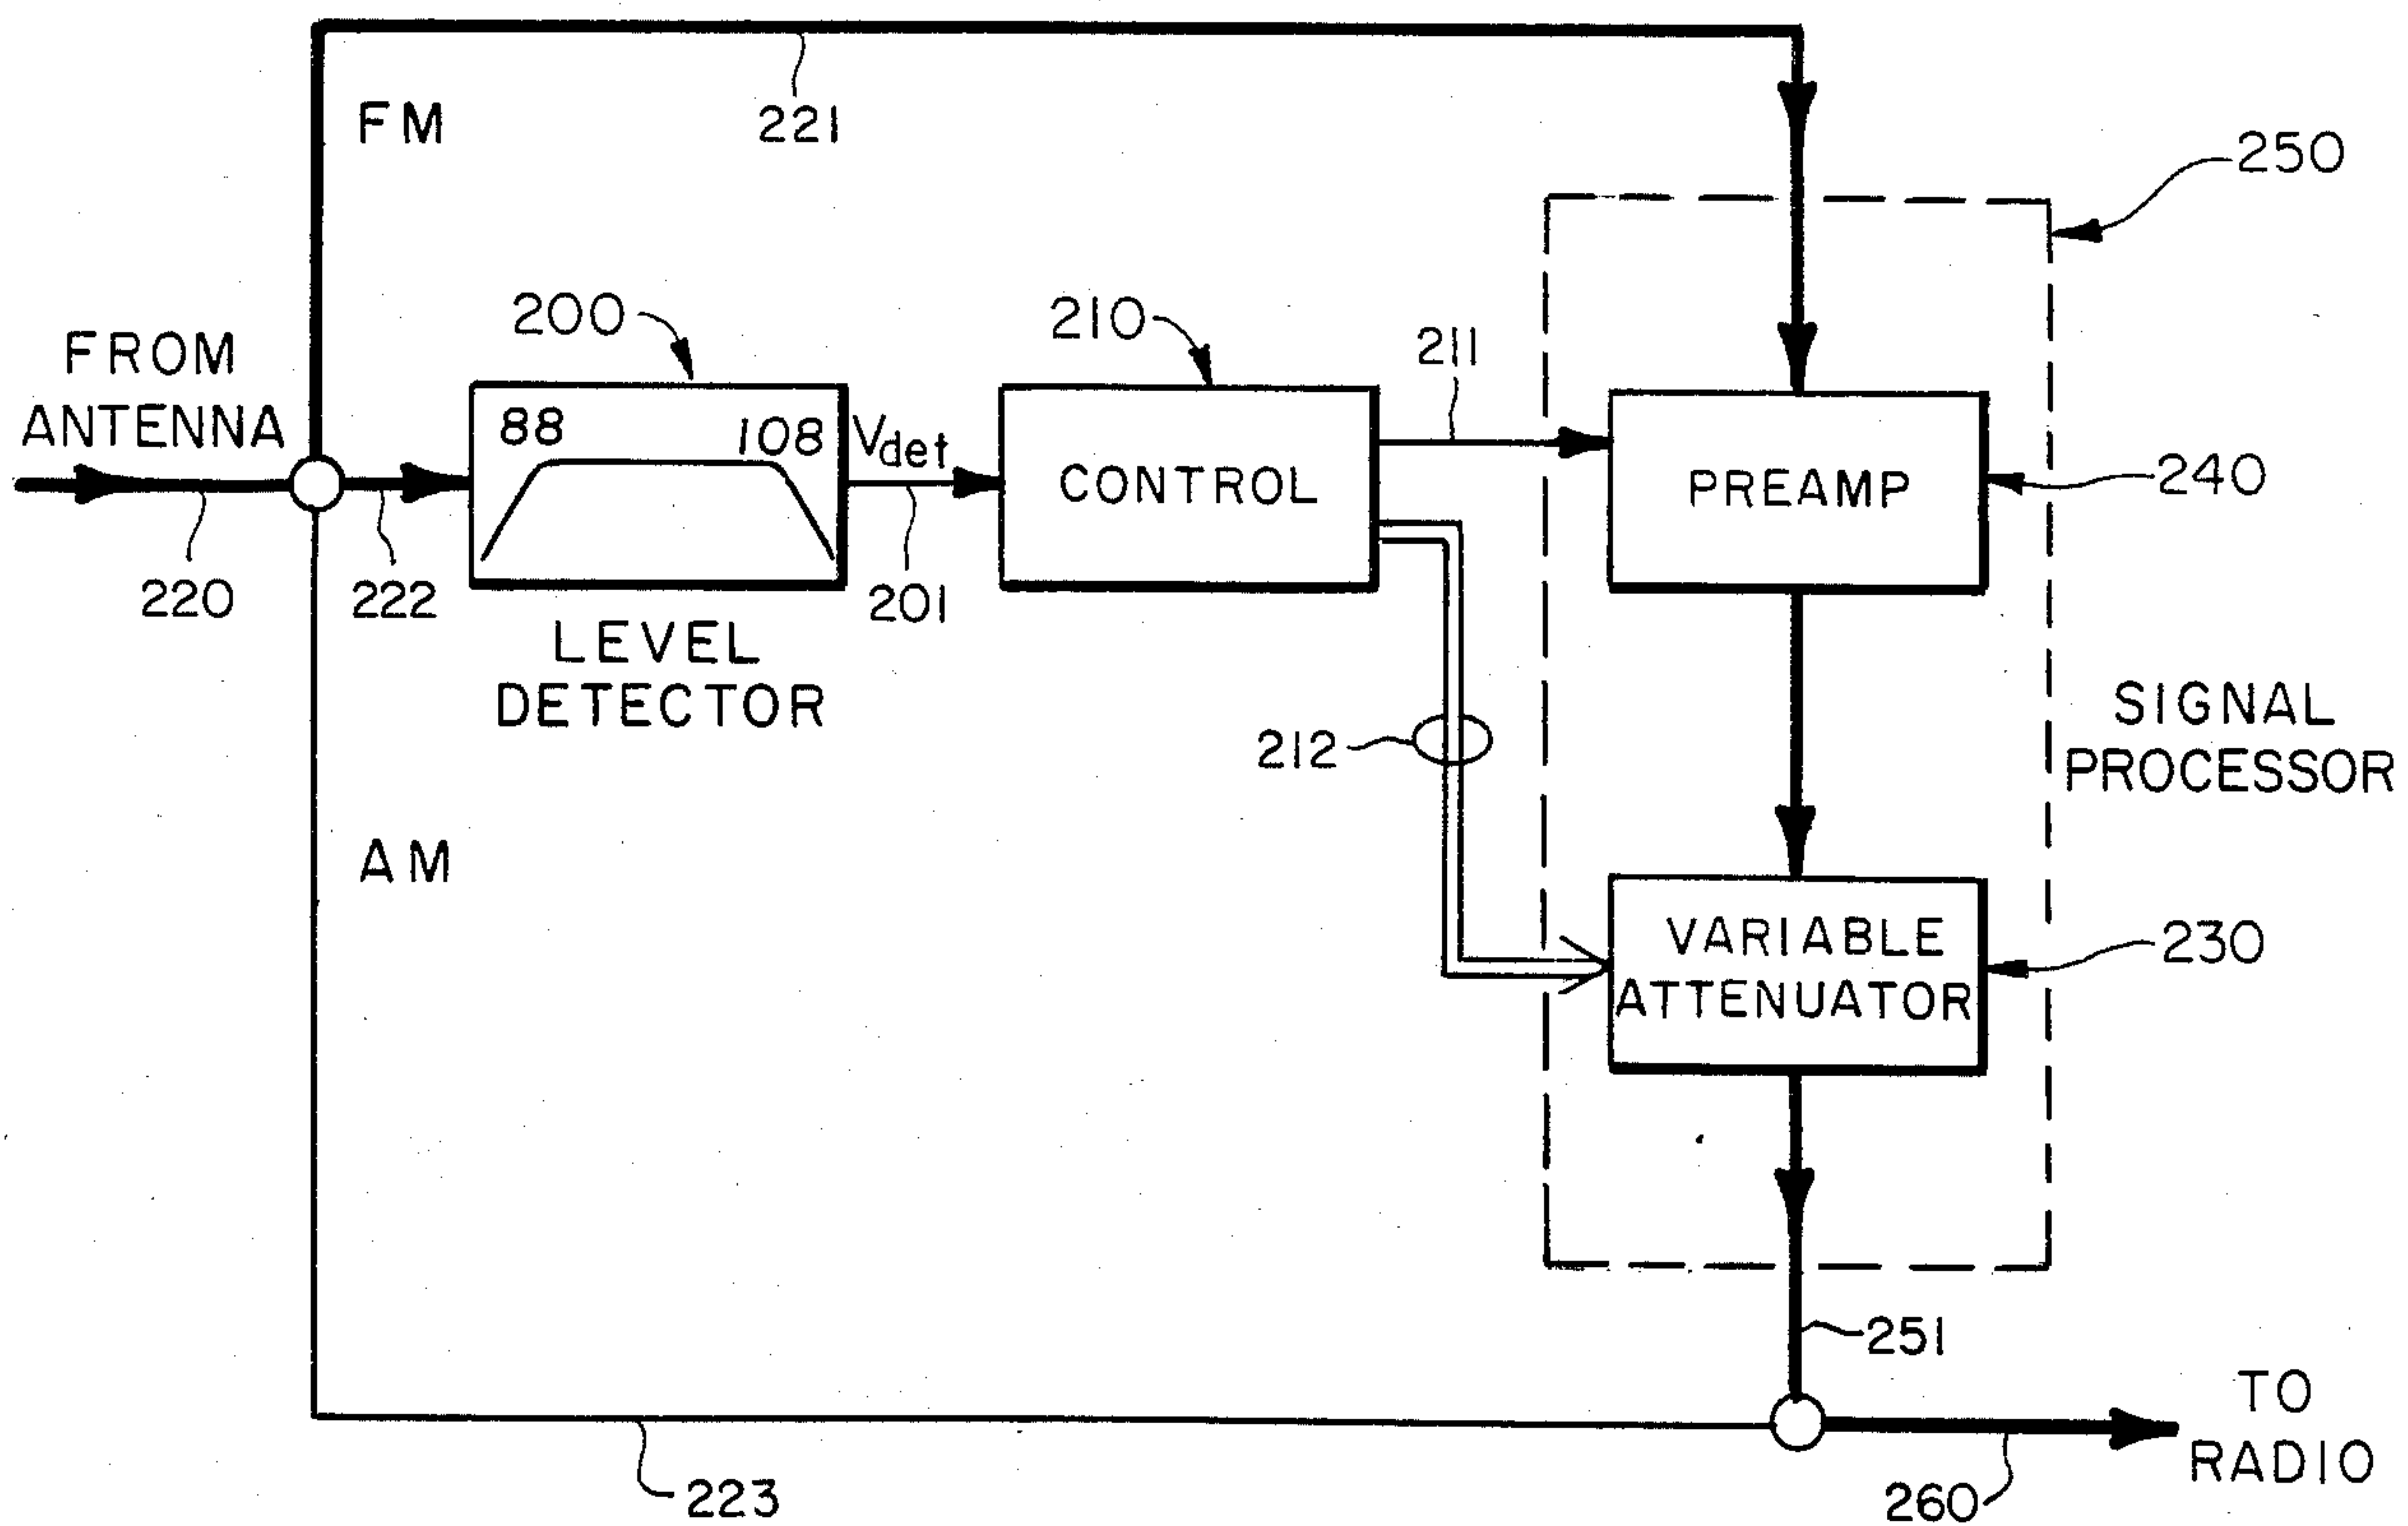 221
FM
250
200
210
211
FROM
ANTENNA
88
108
Vdet
CONTROL
PREAMP
240
220
222
201
LEVEL
DETECTOR
212
SIGNAL
PROCESSOR
AM
VARIABLE
ATTENUATOR
230
251
TO
RADIO
223
260